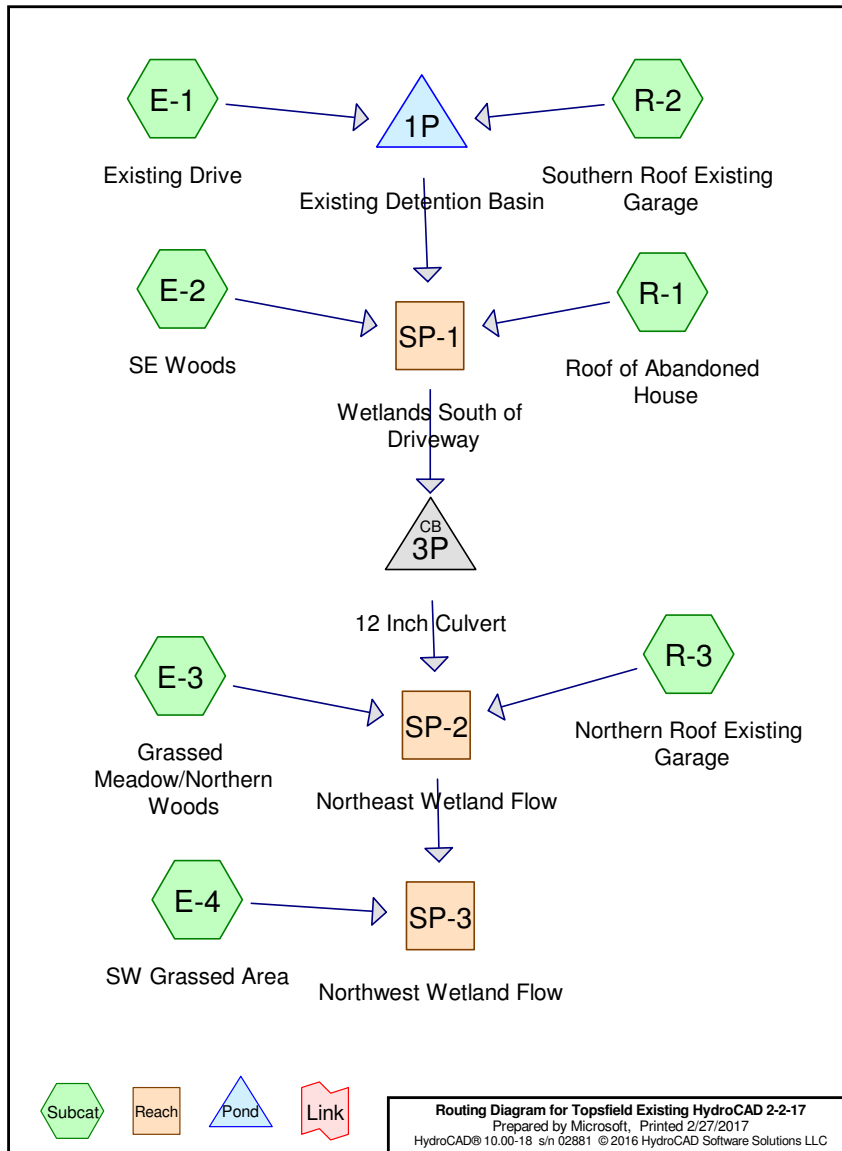 E-1
1P
R-2
Existing Drive
Existing Detention Basin
Southern Roof Existing
Garage
E-2
SP-1
R-1
SE Woods
Wetlands South of
Driveway
Roof of Abandoned
House
CB
3P
12 Inch Culvert
E-3
SP-2
R-3
Grassed
Meadow/Northern
Woods
Northeast Wetland Flow
Northern Roof Existing
Garage
E-4
SP-3
SW Grassed Area
Northwest Wetland Flow
Subcat
Reach
Pond
Link
Routing Diagram for Topsfield Existing HydroCAD 2-2-17
Prepared by Microsoft, Printed 2/27/2017
HydroCAD® 10.00-18 s/n 02881 © 2016 HydroCAD Software Solutions LLC